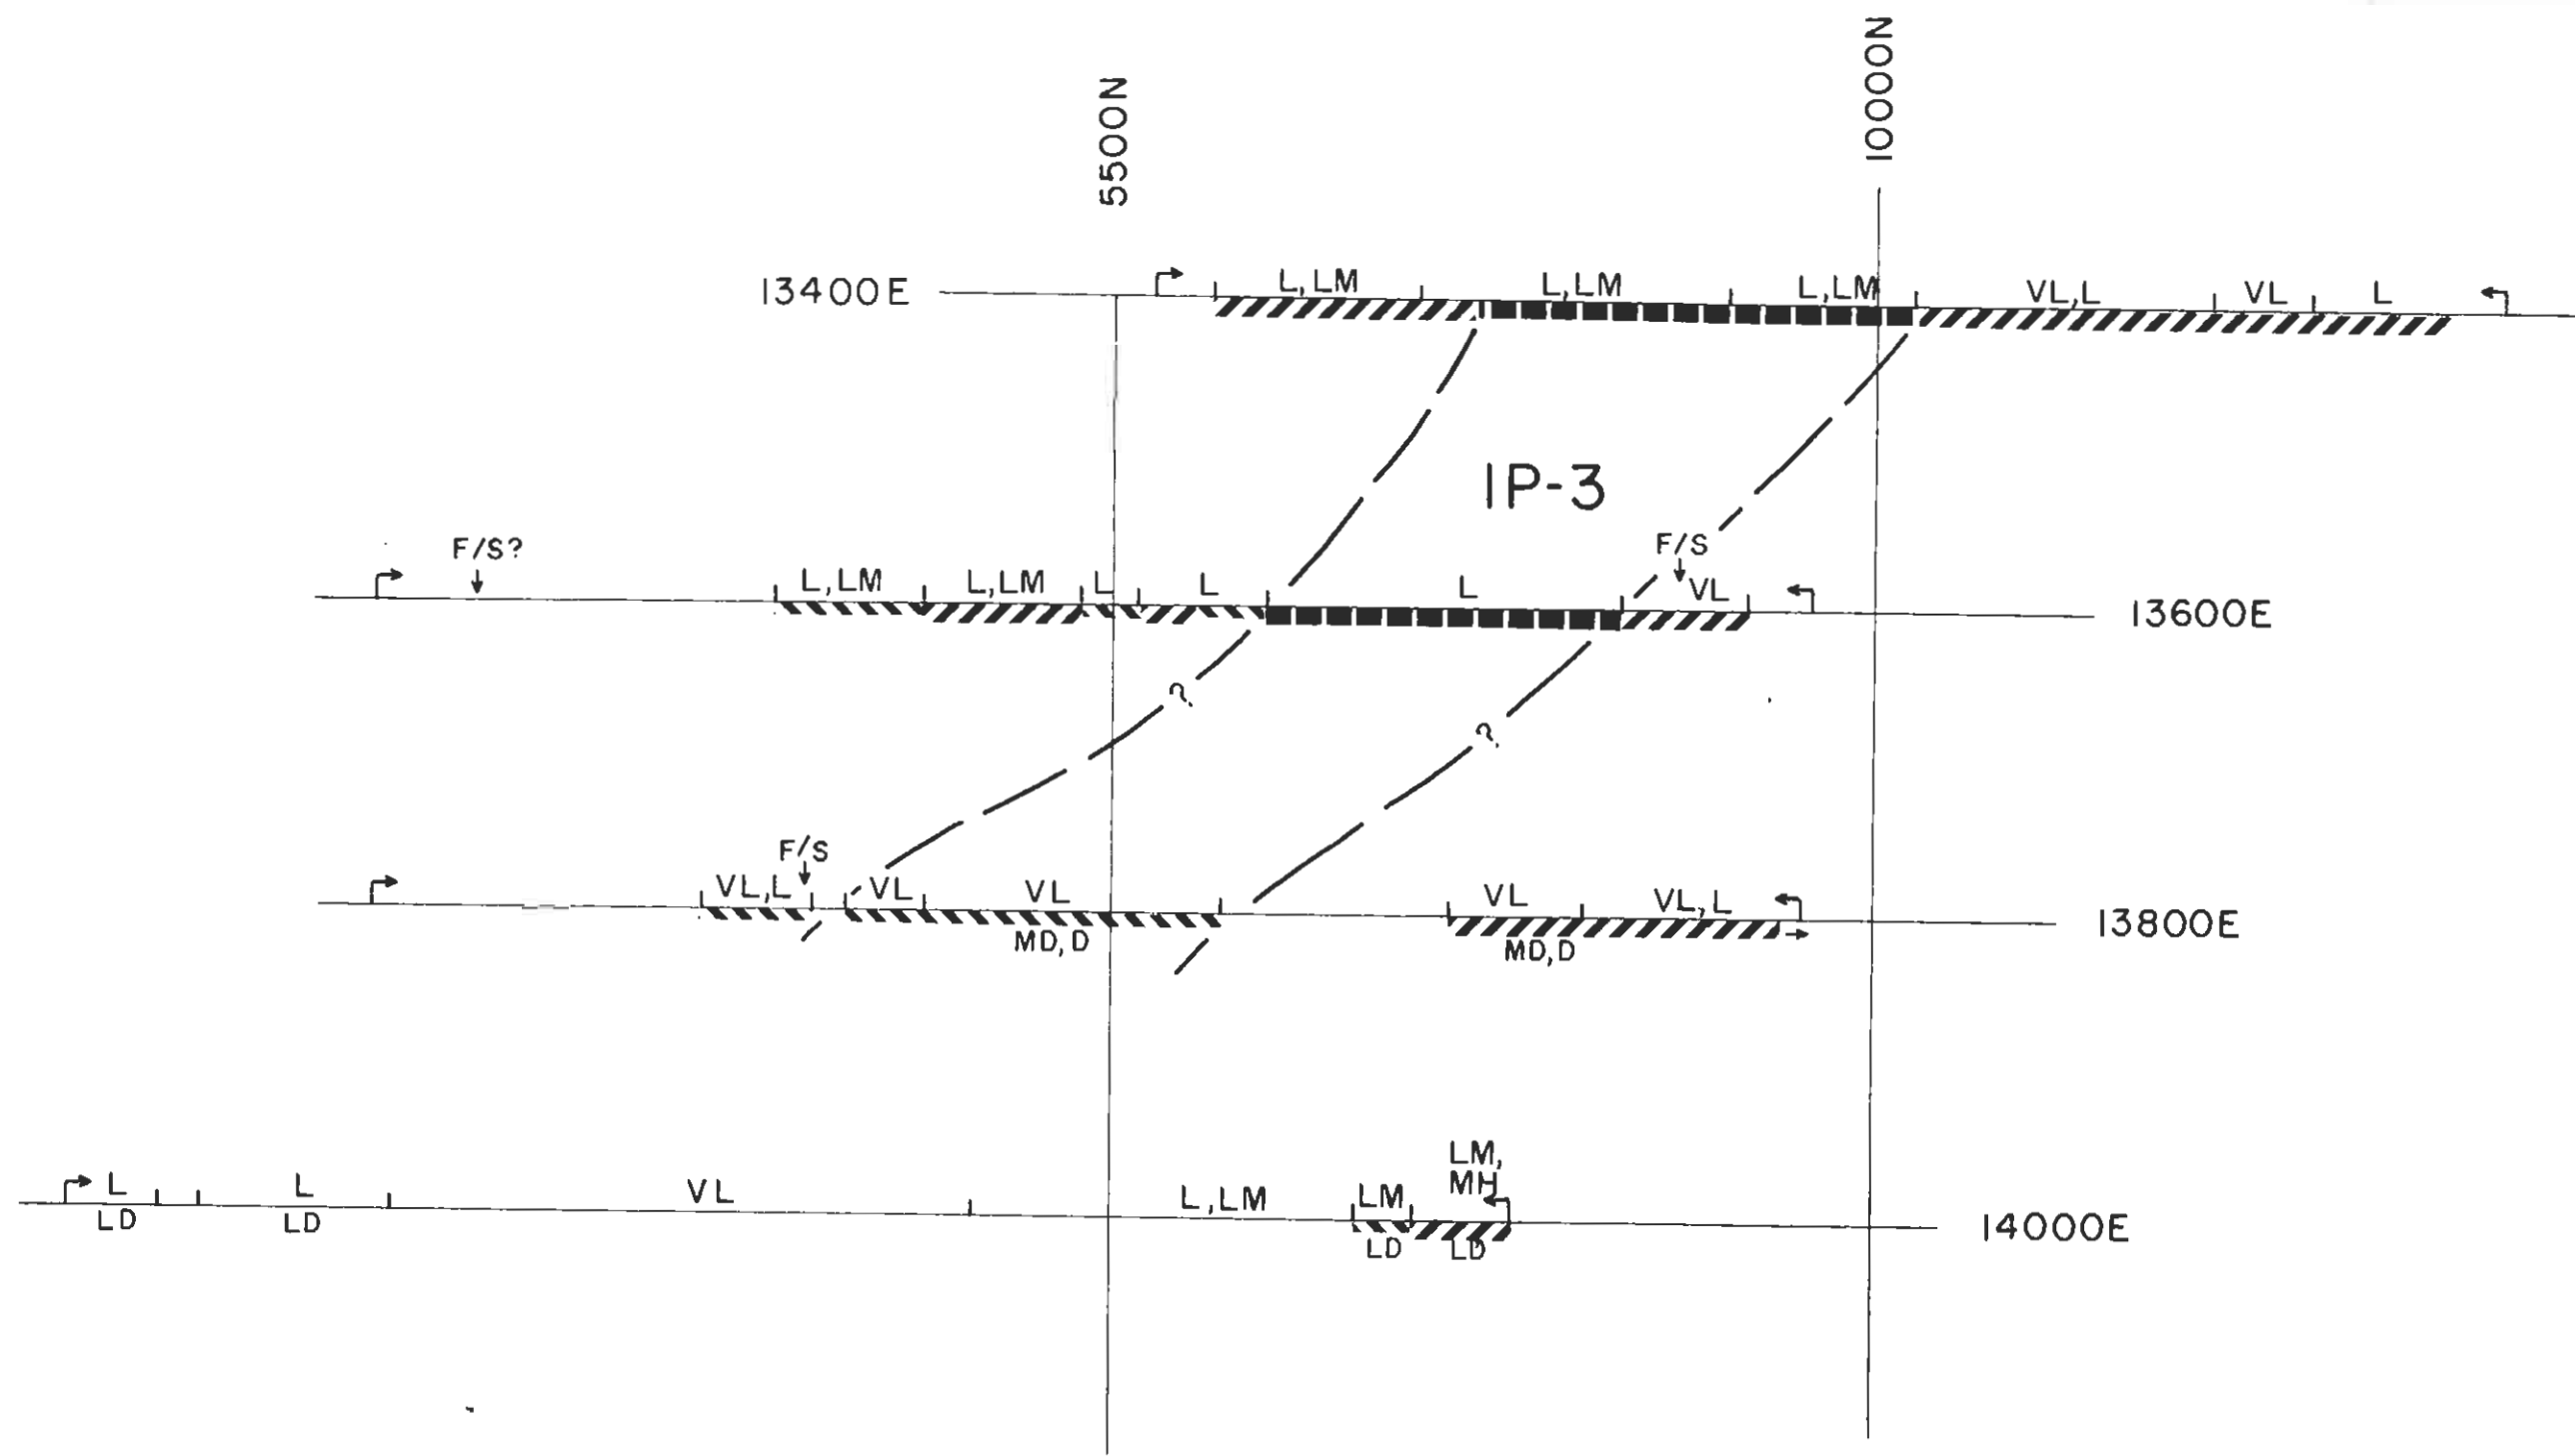 10000N
5500N
13400E L,LM L,LM L,LM VL,L VL L
IP-3
F/S? F/S
L,LM L,LM L L L VL 13600E
? ?
F/S
VL,L VL VL VL VL,L 13800E
MD,D MD,D
LM,
L L VL L,LM LM MH 14000E
LD LD LD LD